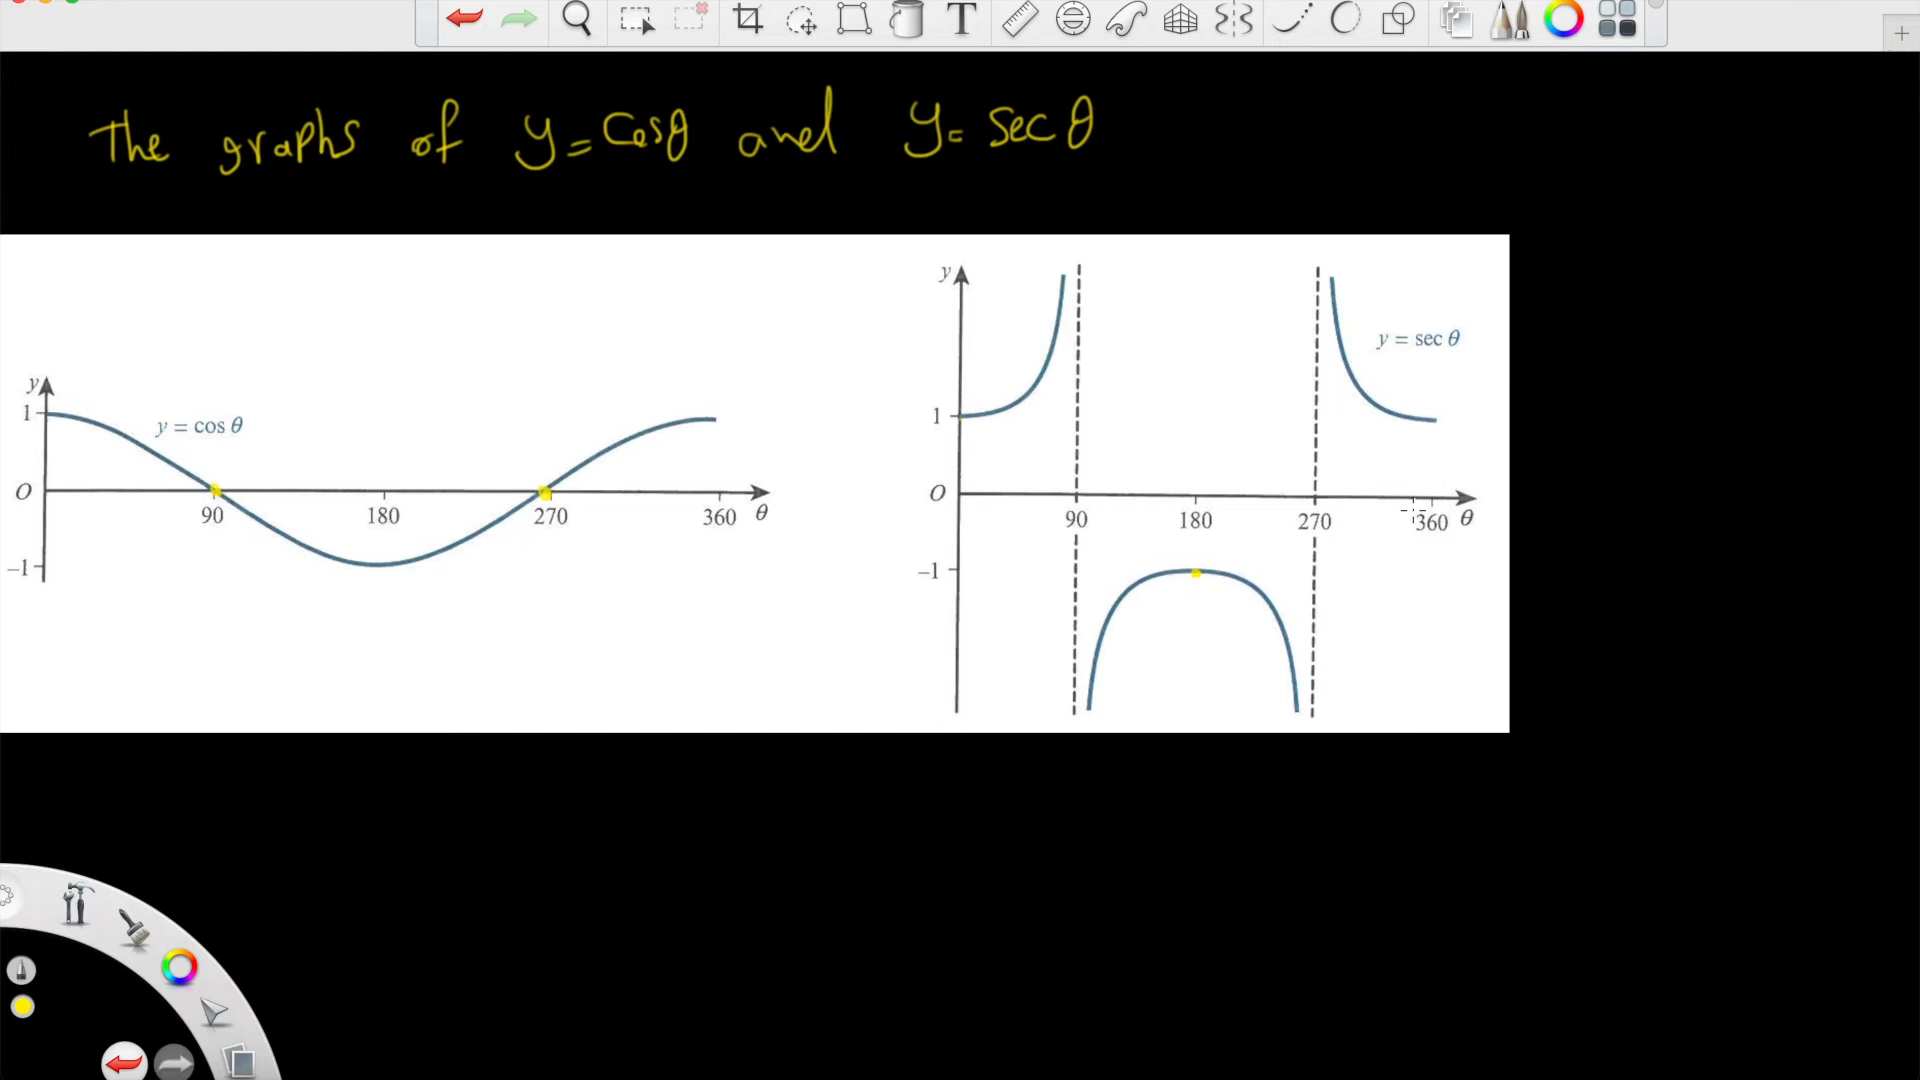 The graphs of y = Cosθ and y = Sec θ
y
1
y = cos θ
O
90
180
270
360
θ
–1
y
y = sec θ
1
O
90
180
270
360
θ
–1